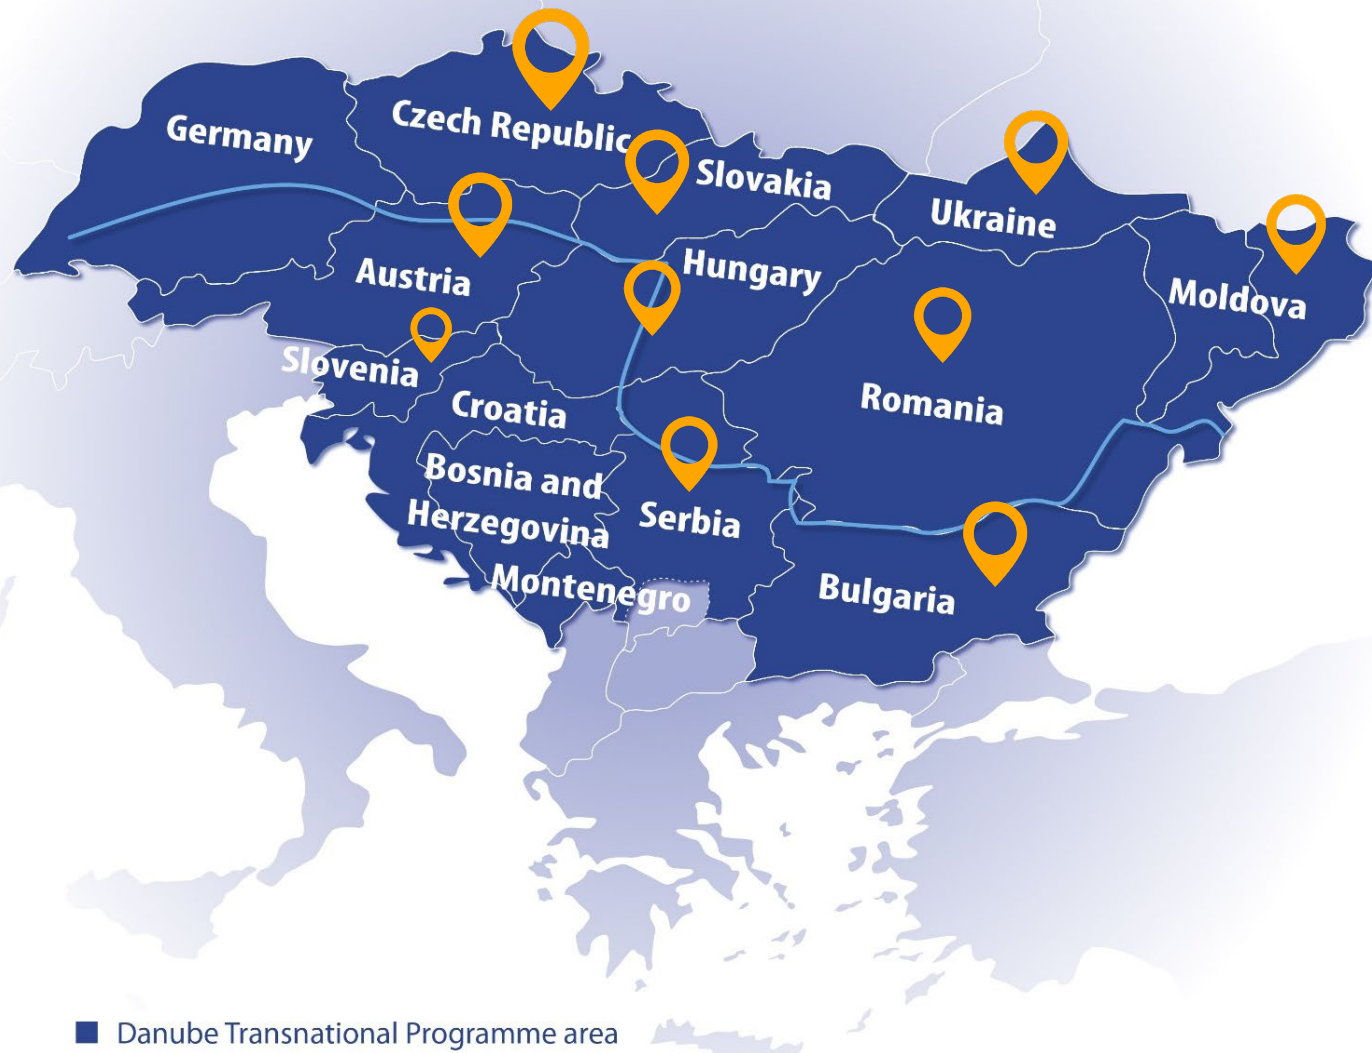 Czech Republic
Germany
Slovakia
Ukraine
Austria
Hungary
Moldova
Slovenia
Croatia
Romania
Bosnia and
Herzegovina
Serbia
Montenegro
Bulgaria
Danube Transnational Programme area